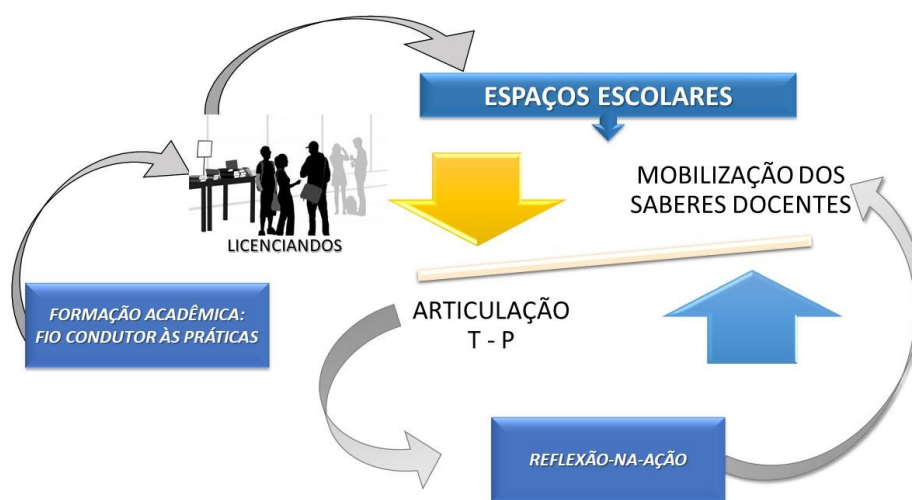 ESPAÇOS ESCOLARES
MOBILIZAÇÃO DOS
SABERES DOCENTES
LICENCIANDOS
FORMAÇÃO ACADÊMICA:
FIO CONDUTOR ÀS PRÁTICAS
ARTICULAÇÃO
T - P
REFLEXÃO-NA-AÇÃO